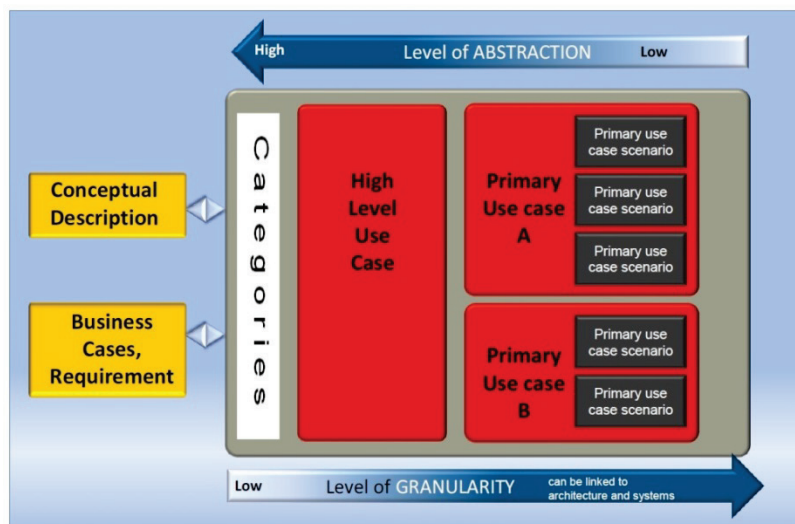 High Level of ABSTRACTION Low
Conceptual
Description
Business
Cases,
Requirement
Categories
High
Level
Use
Case
Primary
Use case
A
Primary use
case scenario
Primary use
case scenario
Primary use
case scenario
Primary
Use case
B
Primary use
case scenario
Primary use
case scenario
Low Level of GRANULARITY can be linked to
architecture and systems